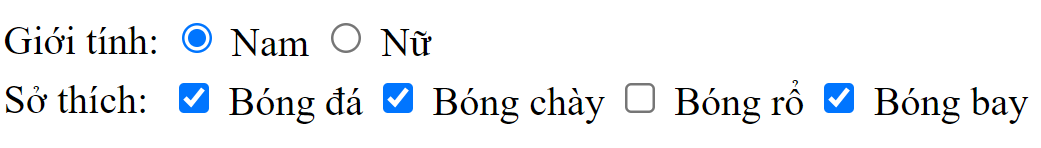 Giới tính: Nam Nữ
Sở thích: Bóng đá Bóng chày Bóng rổ Bóng bay